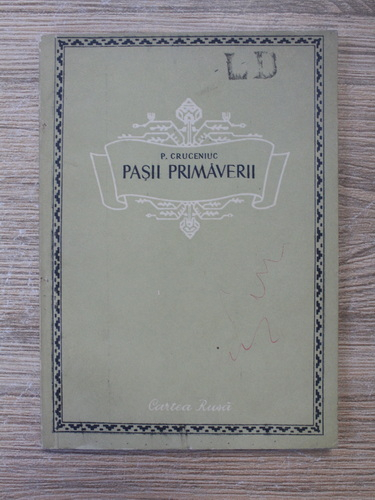 LD
P. CRUCENIUC
PAȘII PRIMĂVERII
Cartea Rusă